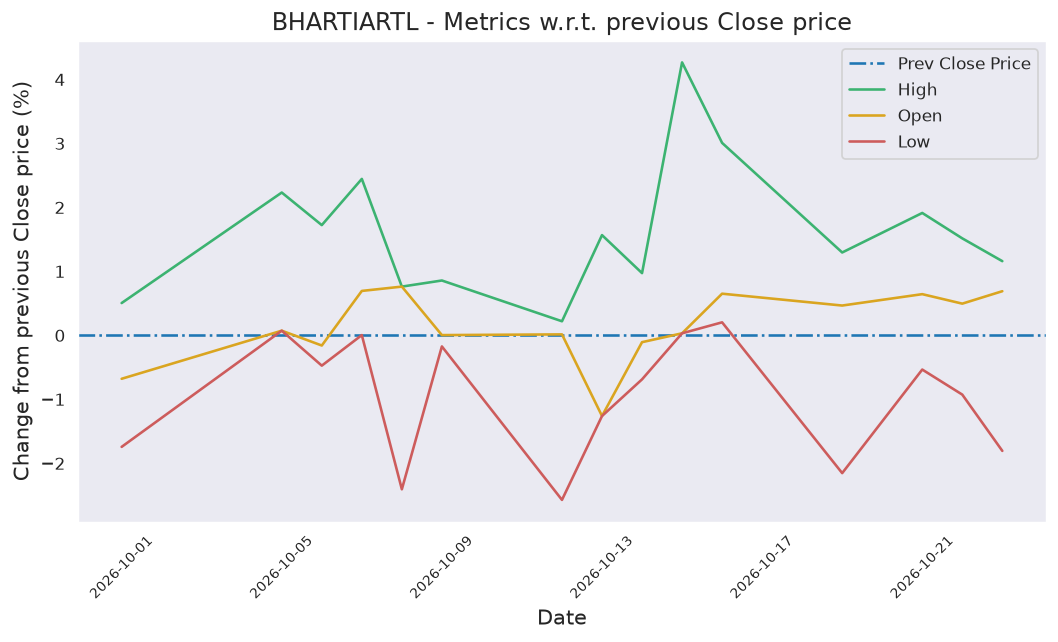 BHARTIARTL - Metrics w.r.t. previous Close price
Change from previous Close price (%)
4
3
2
1
0
−1
−2
Prev Close Price
High
Open
Low
2026-10-01
2026-10-05
2026-10-09
2026-10-13
2026-10-17
2026-10-21
Date